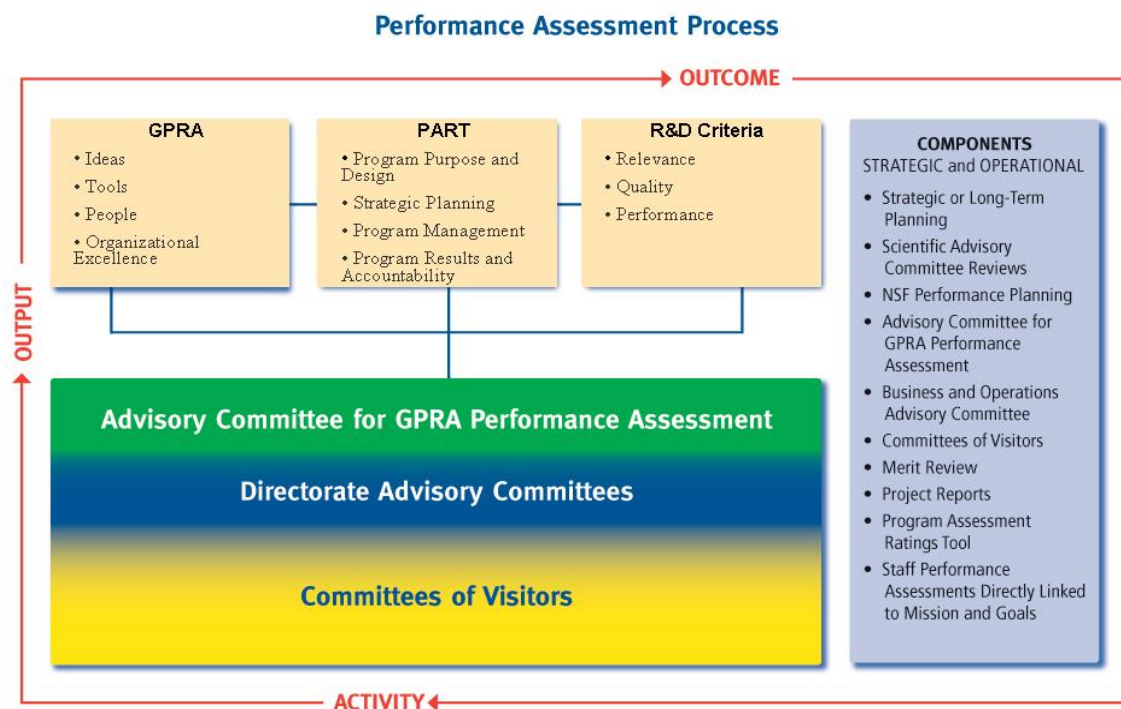 Performance Assessment Process
OUTCOME
GPRA
• Ideas
• Tools
• People
• Organizational
Excellence
PART
• Program Purpose and
Design
• Strategic Planning
• Program Management
• Program Results and
Accountability
R&D Criteria
• Relevance
• Quality
• Performance
COMPONENTS
STRATEGIC and OPERATIONAL
• Strategic or Long-Term
Planning
• Scientific Advisory
Committee Reviews
• NSF Performance Planning
• Advisory Committee for
GPRA Performance
Assessment
• Business and Operations
Advisory Committee
• Committees of Visitors
• Merit Review
• Project Reports
• Program Assessment
Ratings Tool
• Staff Performance
Assessments Directly Linked
to Mission and Goals
OUTPUT
Advisory Committee for GPRA Performance Assessment
Directorate Advisory Committees
Committees of Visitors
ACTIVITY